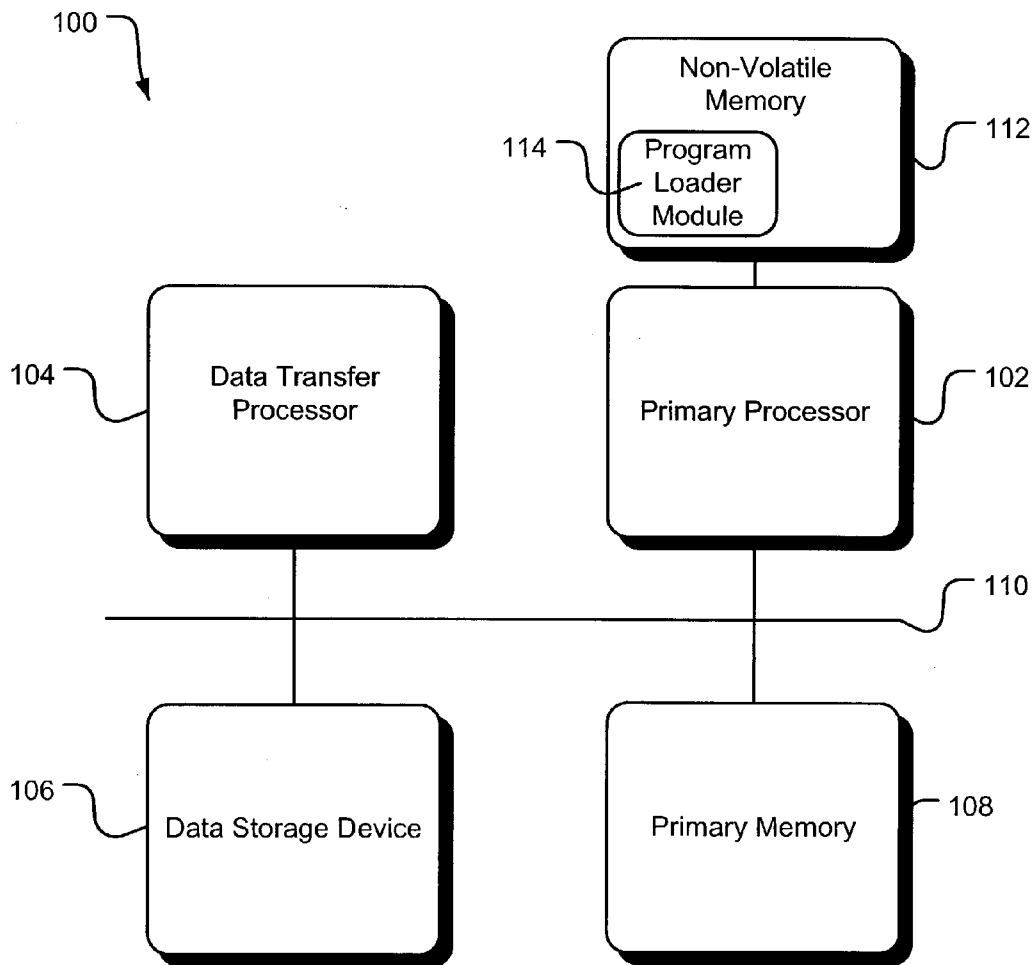 100
Non-Volatile
Memory
112
114
Program
Loader
Module
104
Data Transfer
Processor
Primary Processor
102
110
106
Data Storage Device
Primary Memory
108